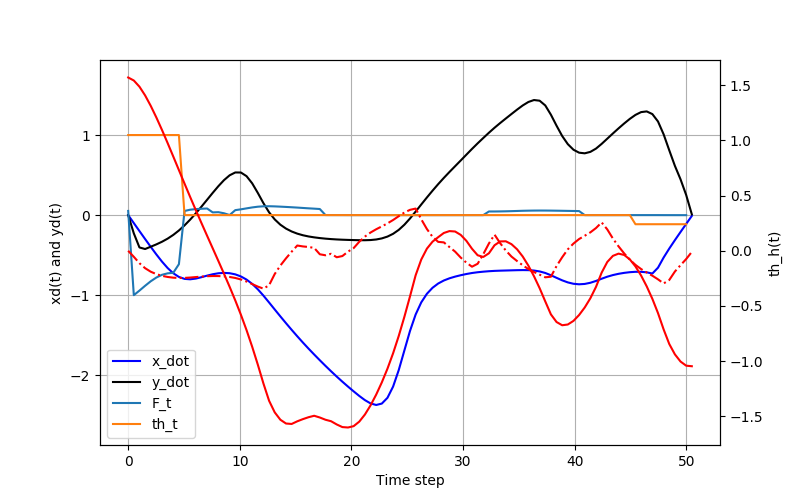 1.5
1.0
0.5
0.0
−0.5
−1.0
−1.5
th_h(t)
1
0
−1
−2
xd(t) and yd(t)
x_dot
y_dot
F_t
th_t
0 10 20 30 40 50
Time step